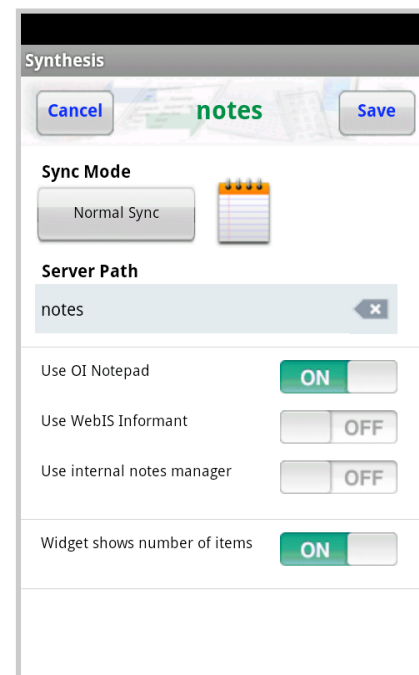 Synthesis
Cancel notes Save
Sync Mode
Normal Sync
Server Path
notes
Use OI Notepad ON
Use WebIS Informant OFF
Use internal notes manager OFF
Widget shows number of items ON